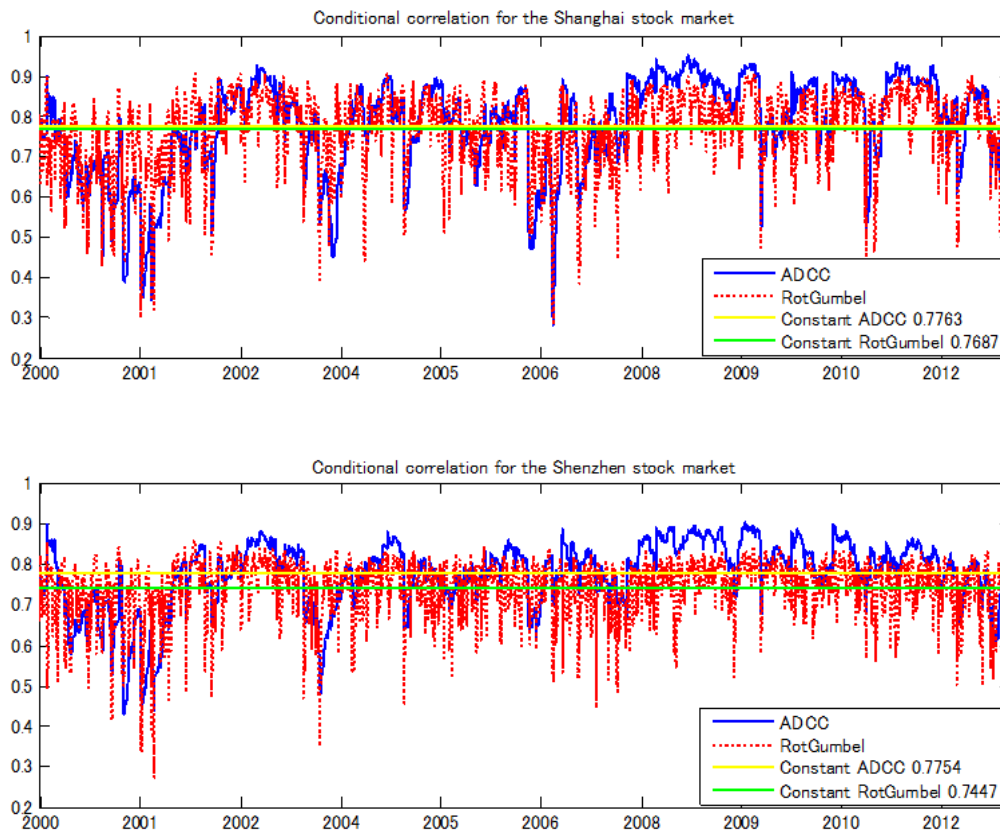 Conditional correlation for the Shanghai stock market
1
0.9
0.8
0.7
0.6
0.5
0.4
0.3
0.2
ADCC
RotGumbel
Constant ADCC 0.7763
Constant RotGumbel 0.7687
2000 2001 2002 2004 2005 2006 2008 2009 2010 2012
Conditional correlation for the Shenzhen stock market
1
0.9
0.8
0.7
0.6
0.5
0.4
0.3
0.2
ADCC
RotGumbel
Constant ADCC 0.7754
Constant RotGumbel 0.7447
2000 2001 2002 2004 2005 2006 2008 2009 2010 2012